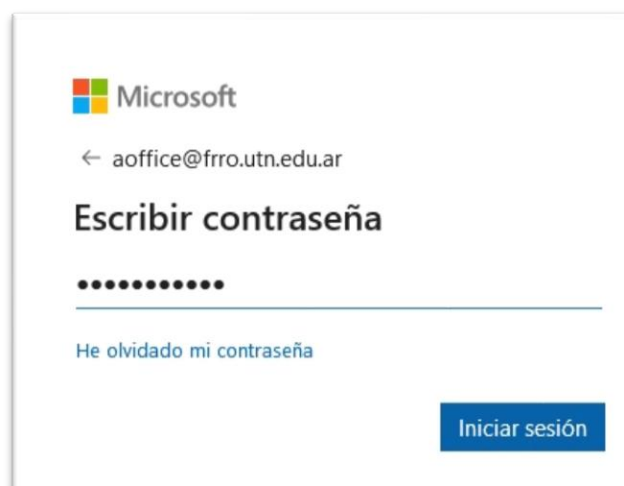 Microsoft
← aoffice@frro.utn.edu.ar
Escribir contraseña
•••••••••••
He olvidado mi contraseña
Iniciar sesión